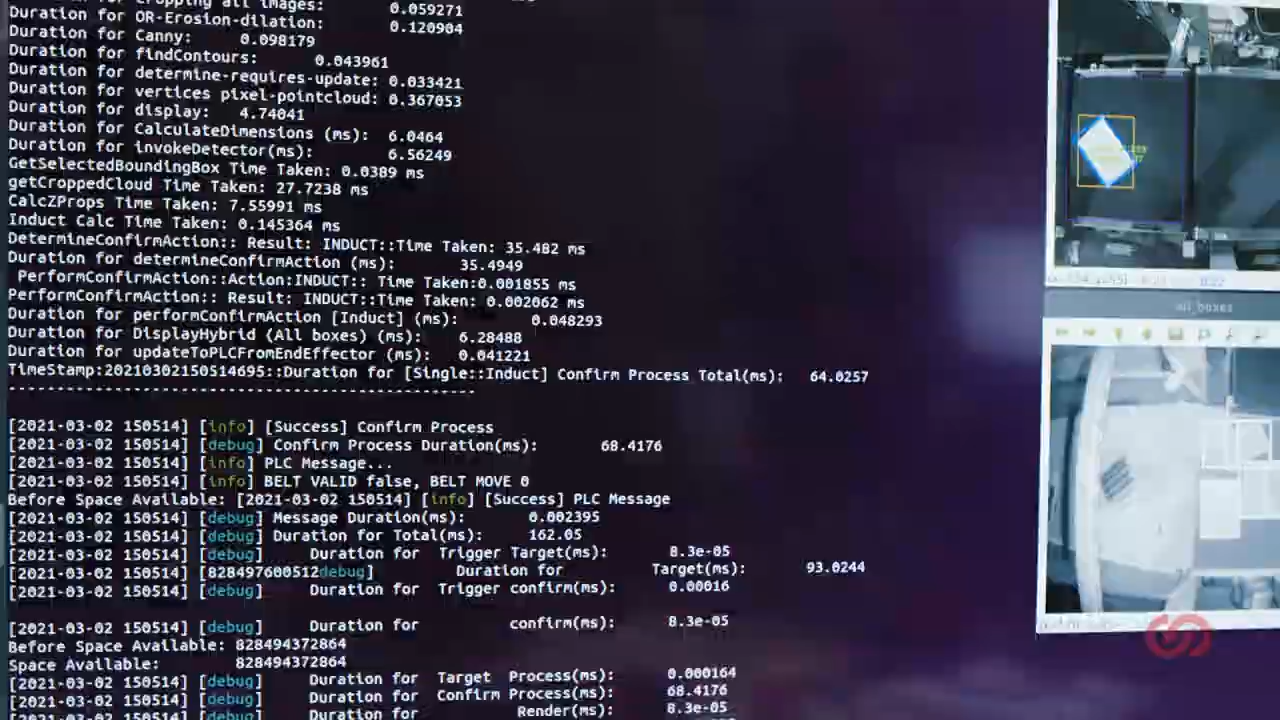 Duration for cropping all images: 0.059271
Duration for OR-Erosion-dilation: 0.120904
Duration for Canny: 0.098179
Duration for findContours: 0.043961
Duration for determine-requires-update: 0.033421
Duration for vertices pixel-pointcloud: 0.367053
Duration for display: 4.74041
Duration for CalculateDimensions (ms): 6.0464
Duration for invokeDetector(ms): 6.56249
GetSelectedBoundingBox Time Taken: 0.0389 ms
getCroppedCloud Time Taken: 27.7238 ms
CalcZProps Time Taken: 7.55991 ms
Induct Calc Time Taken: 0.145364 ms
DetermineConfirmAction:: Result: INDUCT::Time Taken: 35.482 ms
Duration for determineConfirmAction (ms): 35.4949
PerformConfirmAction::Action:INDUCT:: Time Taken:0.001855 ms
PerformConfirmAction:: Result: INDUCT::Time Taken: 0.002062 ms
Duration for performConfirmAction [Induct] (ms): 0.048293
Duration for DisplayHybrid (All boxes) (ms): 6.28488
Duration for updateToPLCFromEndEffector (ms): 0.041221
TimeStamp:20210302150514695::Duration for [Single::Induct] Confirm Process Total(ms): 64.0257
-------------------------------------------------------
[2021-03-02 150514] [info] [Success] Confirm Process
[2021-03-02 150514] [debug] Confirm Process Duration(ms): 68.4176
[2021-03-02 150514] [info] PLC Message...
[2021-03-02 150514] [info] BELT VALID false, BELT MOVE 0
Before Space Available: [2021-03-02 150514] [info] [Success] PLC Message
[2021-03-02 150514] [debug] Message Duration(ms): 0.002395
[2021-03-02 150514] [debug] Duration for Total(ms): 162.05
[2021-03-02 150514] [debug] Duration for Trigger Target(ms): 8.3e-05
[2021-03-02 150514] [828497600512debug] Duration for Target(ms): 93.0244
[2021-03-02 150514] [debug] Duration for Trigger confirm(ms): 0.00016
[2021-03-02 150514] [debug] Duration for confirm(ms): 8.3e-05
Before Space Available: 828494372864
Space Available: 828494372864
[2021-03-02 150514] [debug] Duration for Target Process(ms): 0.000164
[2021-03-02 150514] [debug] Duration for Confirm Process(ms): 68.4176
[2021-03-02 150514] [debug] Duration for Render(ms): 8.3e-05
all_boxes